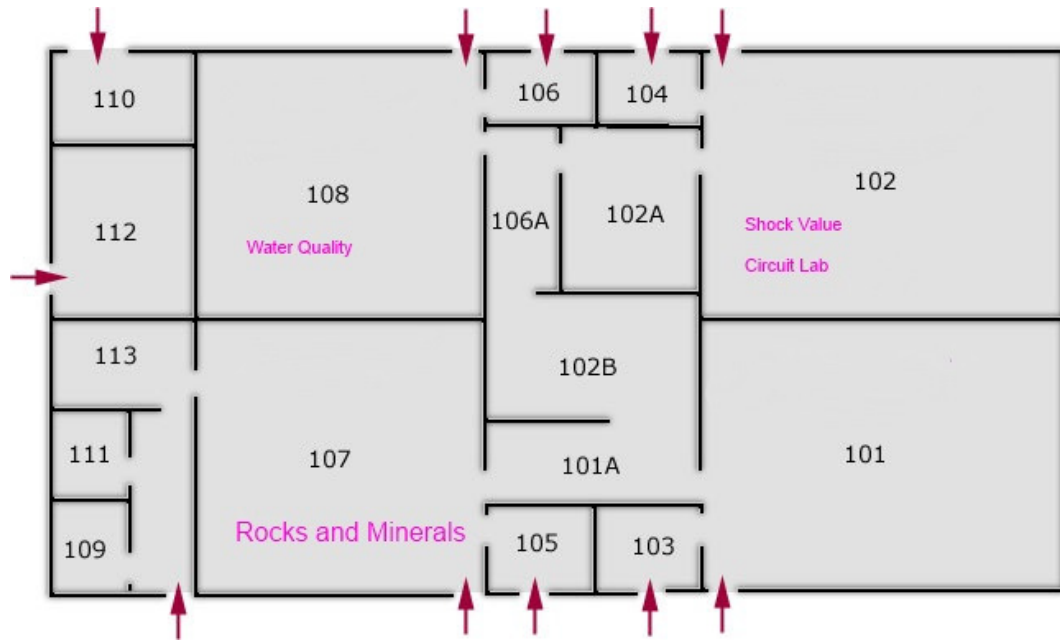 110
106
104
108
102
112
106A
102A
Water Quality
Shock Value
Circuit Lab
113
102B
111
107
101A
101
Rocks and Minerals
109
105
103